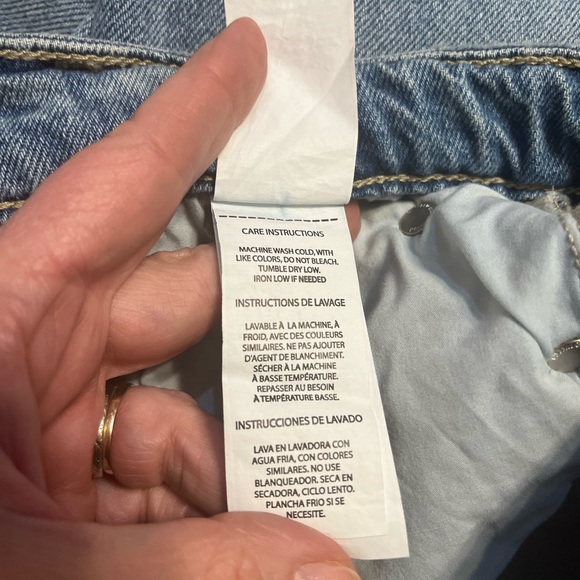 CARE INSTRUCTIONS
MACHINE WASH COLD, WITH
LIKE COLORS, DO NOT BLEACH.
TUMBLE DRY LOW.
IRON LOW IF NEEDED
INSTRUCTIONS DE LAVAGE
LAVABLE À LA MACHINE, À
FROID, AVEC DES COULEURS
SIMILAIRES. NE PAS AJOUTER
D'AGENT DE BLANCHIMENT.
SÉCHER À LA MACHINE
À BASSE TEMPÉRATURE.
REPASSER AU BESOIN
À TEMPÉRATURE BASSE.
INSTRUCCIONES DE LAVADO
LAVA EN LAVADORA CON
AGUA FRIA, CON COLORES
SIMILARES. NO USE
BLANQUEADOR. SECA EN
SECADORA, CICLO LENTO.
PLANCHA FRIO SI SE
NECESITE.